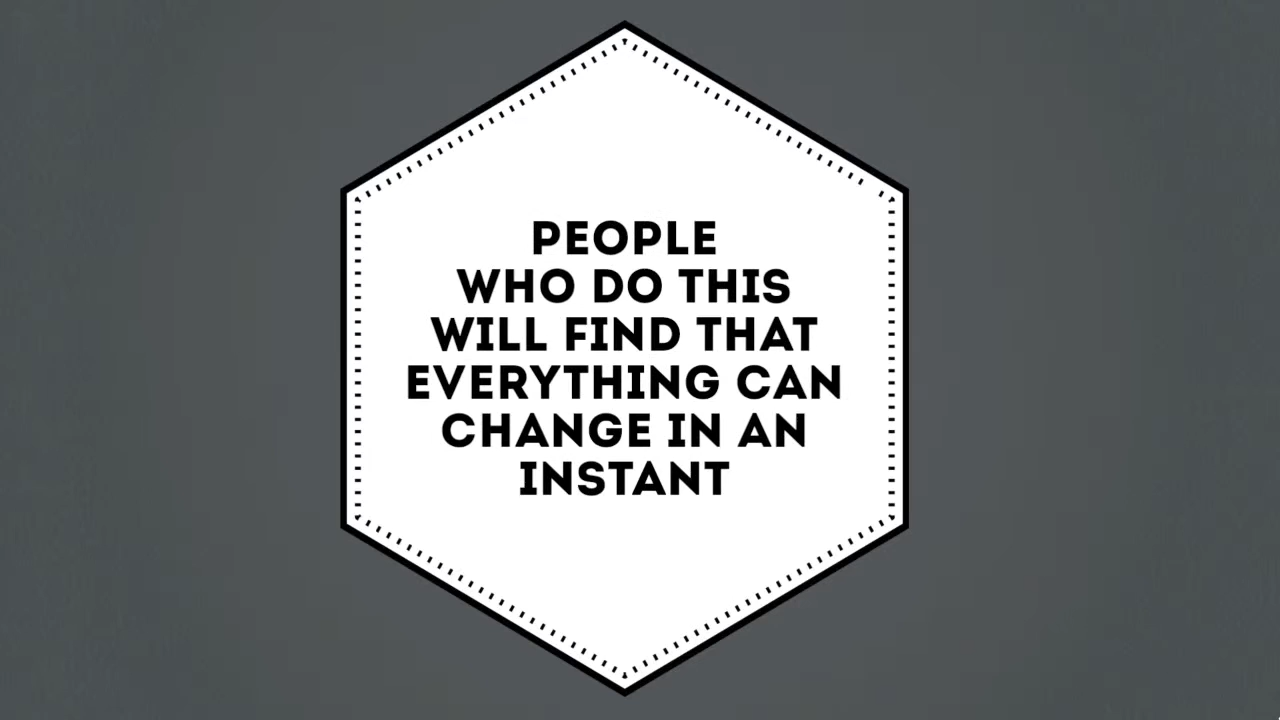 PEOPLE
WHO DO THIS
WILL FIND THAT
EVERYTHING CAN
CHANGE IN AN
INSTANT